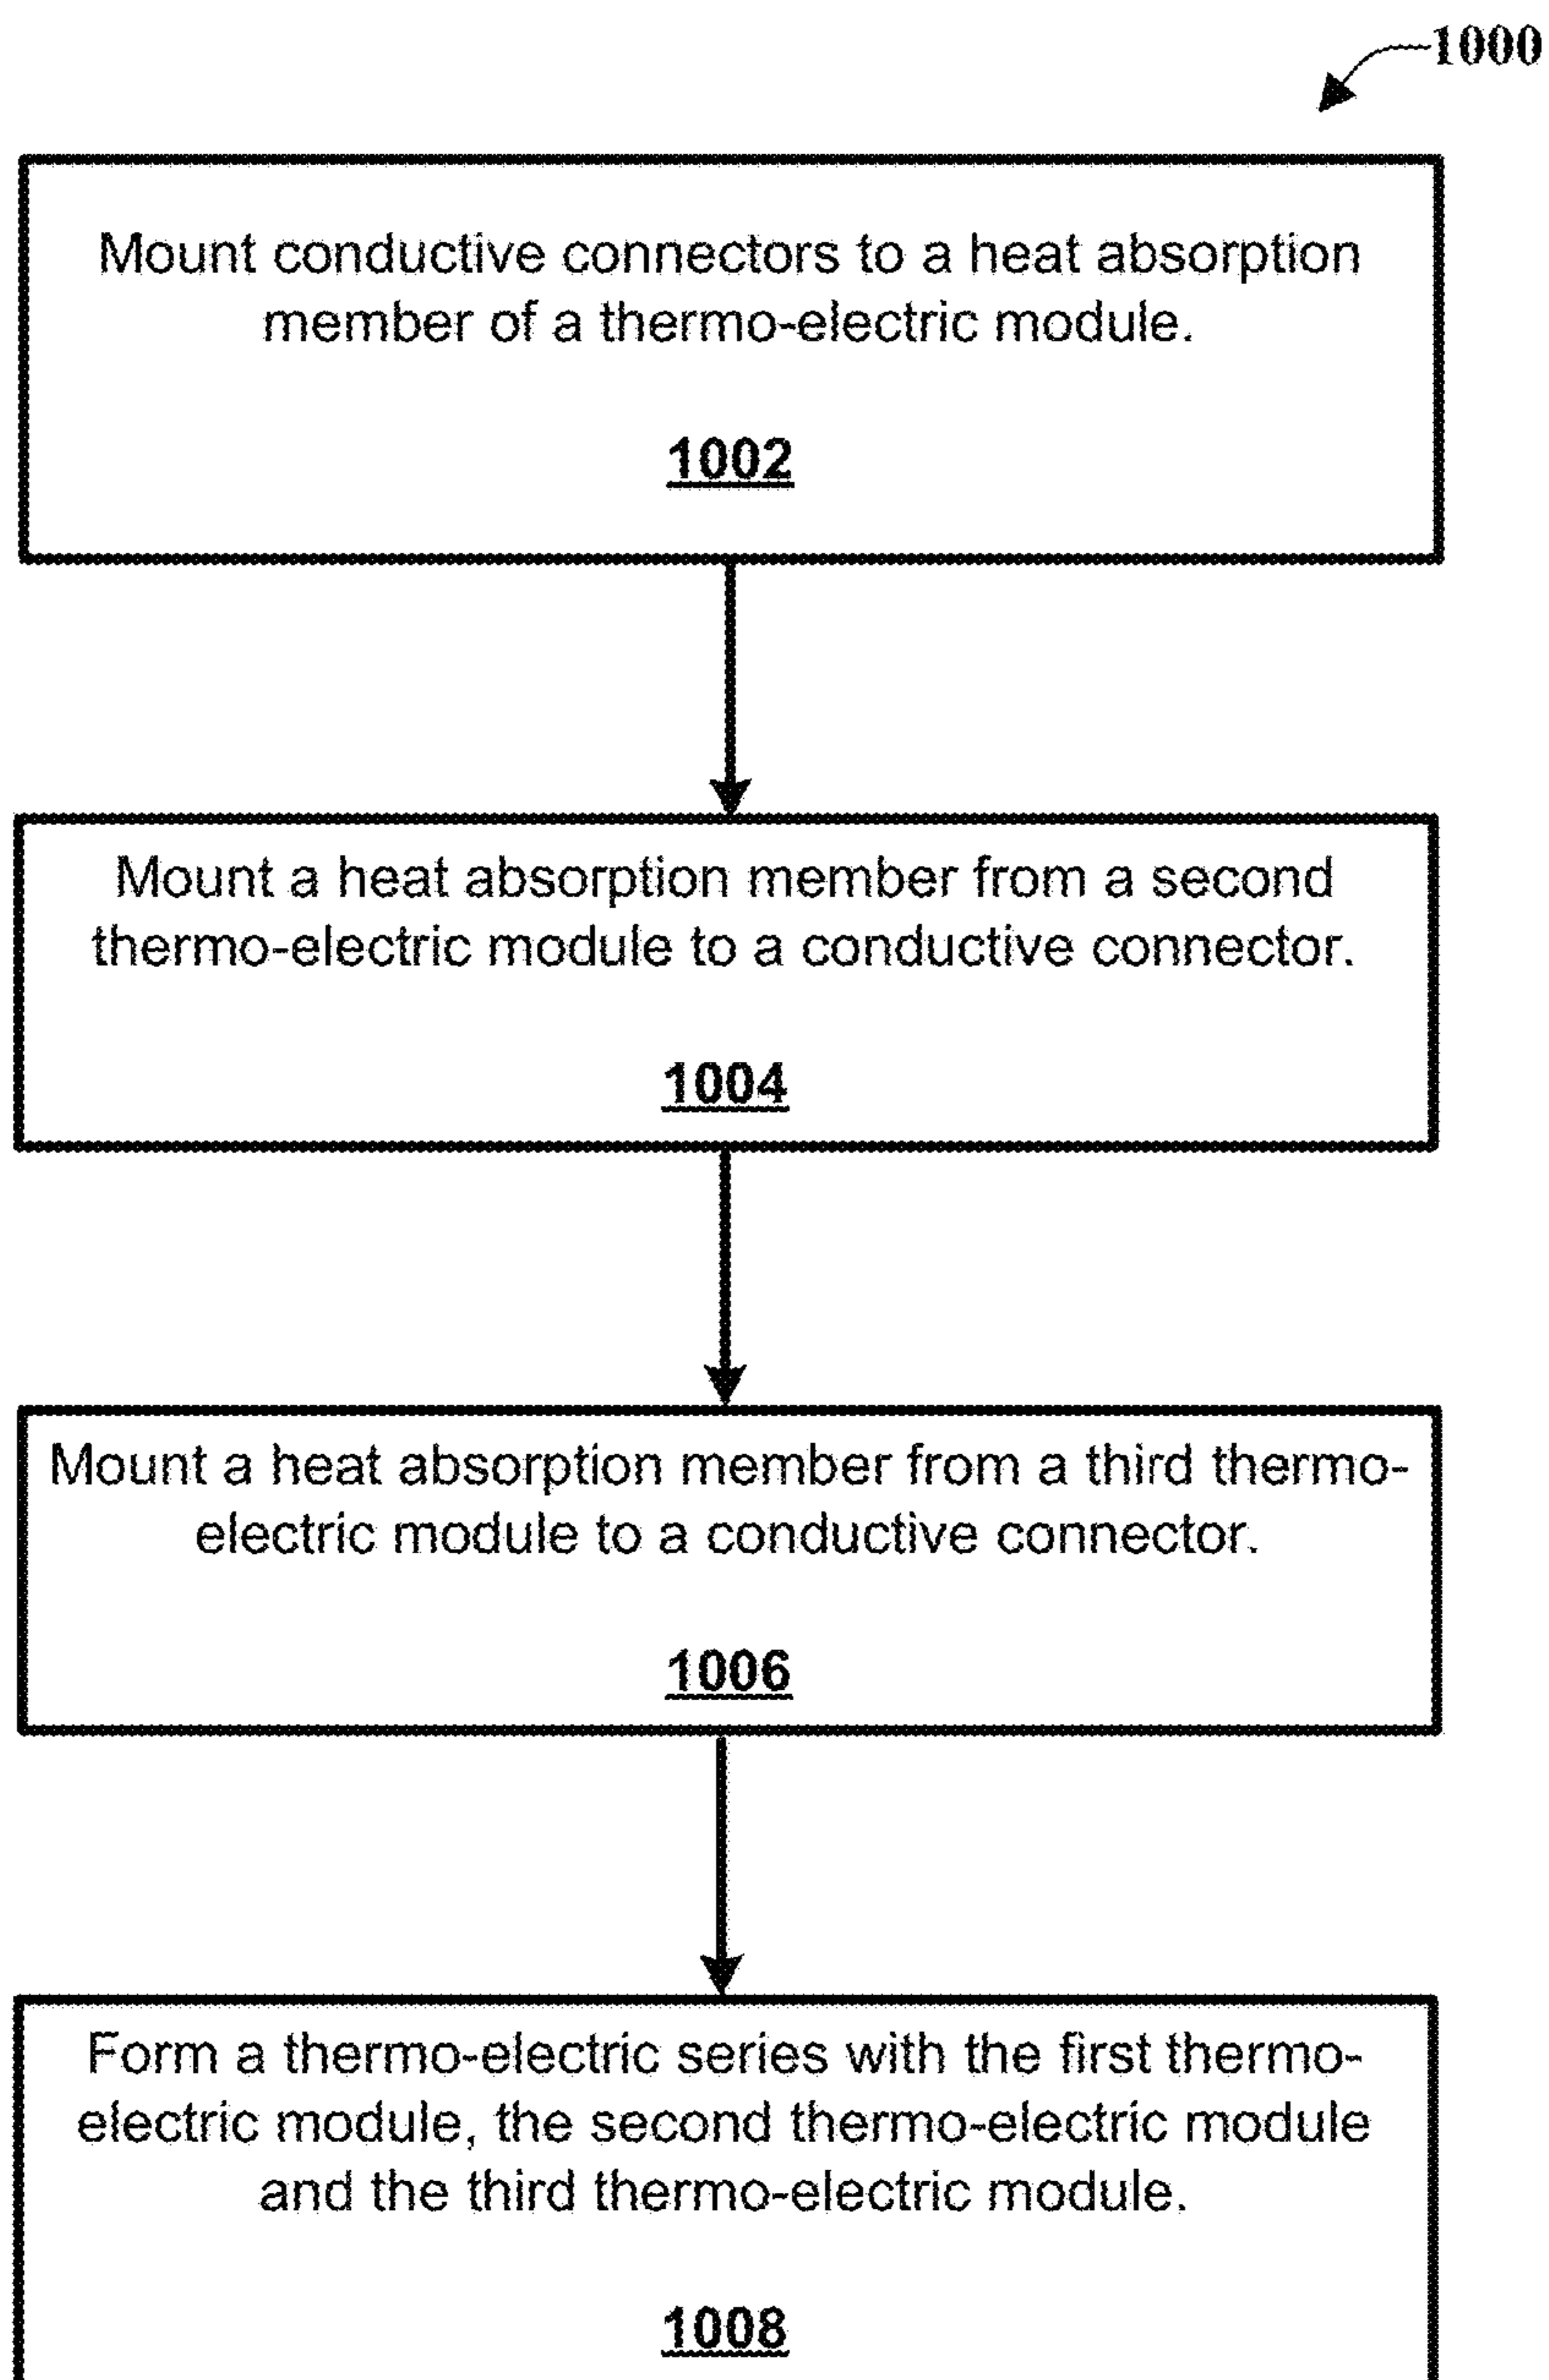 1000
Mount conductive connectors to a heat absorption
member of a thermo-electric module.
1002
Mount a heat absorption member from a second
thermo-electric module to a conductive connector.
1004
Mount a heat absorption member from a third thermo-
electric module to a conductive connector.
1006
Form a thermo-electric series with the first thermo-
electric module, the second thermo-electric module
and the third thermo-electric module.
1008